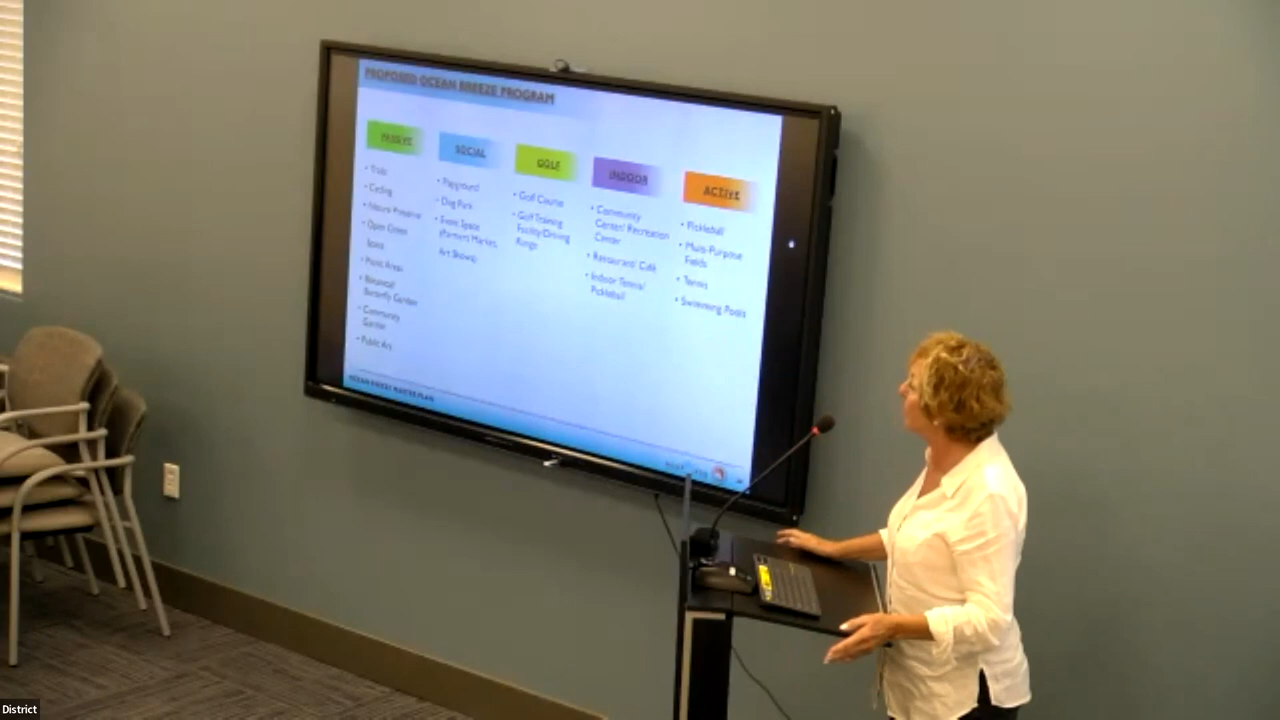 PROPOSED OCEAN BREEZE PROGRAM
PASSIVE
• Trails
• Cycling
• Nature Preserve
• Open Green
Space
• Picnic Areas
• Botanical/
Butterfly Garden
• Community
Garden
• Public Art
SOCIAL
• Playground
• Dog Park
• Event Space
(Farmers Market,
Art Shows)
GOLF
• Golf Course
• Golf Training
Facility/Driving
Range
INDOOR
• Community
Center/ Recreation
Center
• Restaurant/ Café
• Indoor Tennis/
Pickleball
ACTIVE
• Pickleball
• Multi-Purpose
Fields
• Tennis
• Swimming Pools
OCEAN BREEZE MASTER PLAN
District